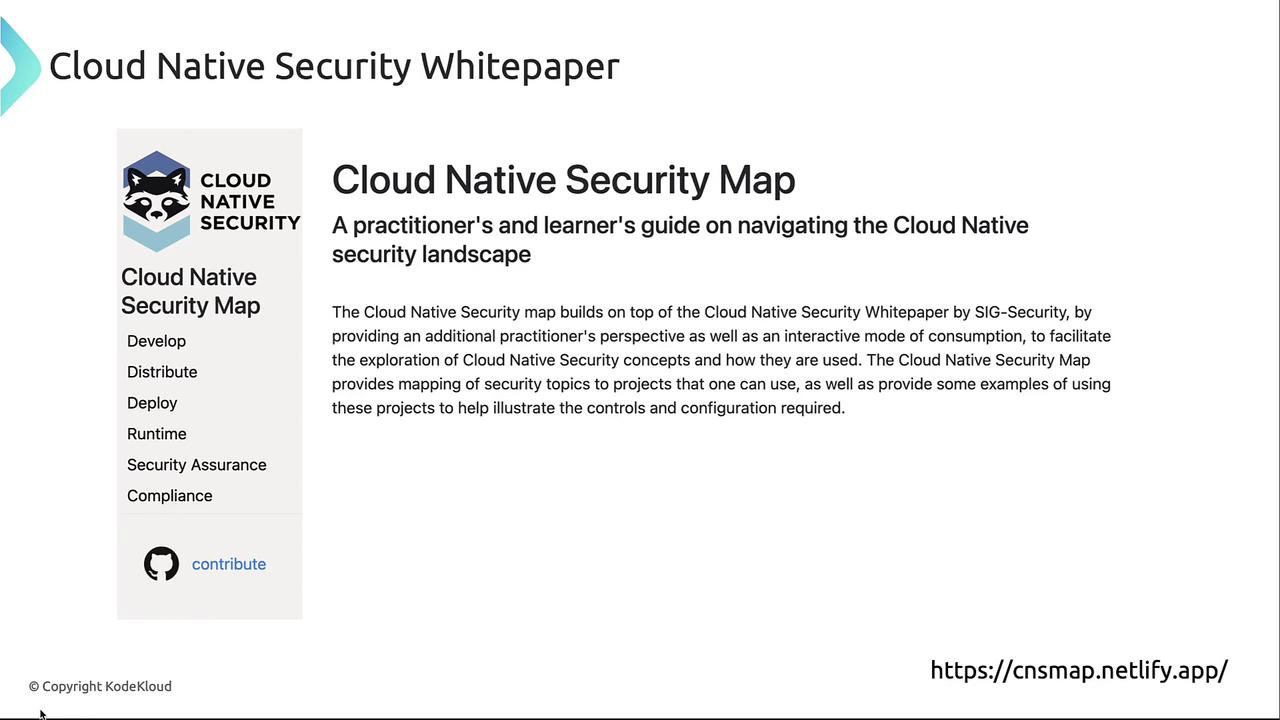 Cloud Native Security Whitepaper
CLOUD
NATIVE
SECURITY
Cloud Native
Security Map
Develop
Distribute
Deploy
Runtime
Security Assurance
Compliance
contribute
Cloud Native Security Map
A practitioner's and learner's guide on navigating the Cloud Native
security landscape
The Cloud Native Security map builds on top of the Cloud Native Security Whitepaper by SIG-Security, by
providing an additional practitioner's perspective as well as an interactive mode of consumption, to facilitate
the exploration of Cloud Native Security concepts and how they are used. The Cloud Native Security Map
provides mapping of security topics to projects that one can use, as well as provide some examples of using
these projects to help illustrate the controls and configuration required.
https://cnsmap.netlify.app/
© Copyright KodeKloud